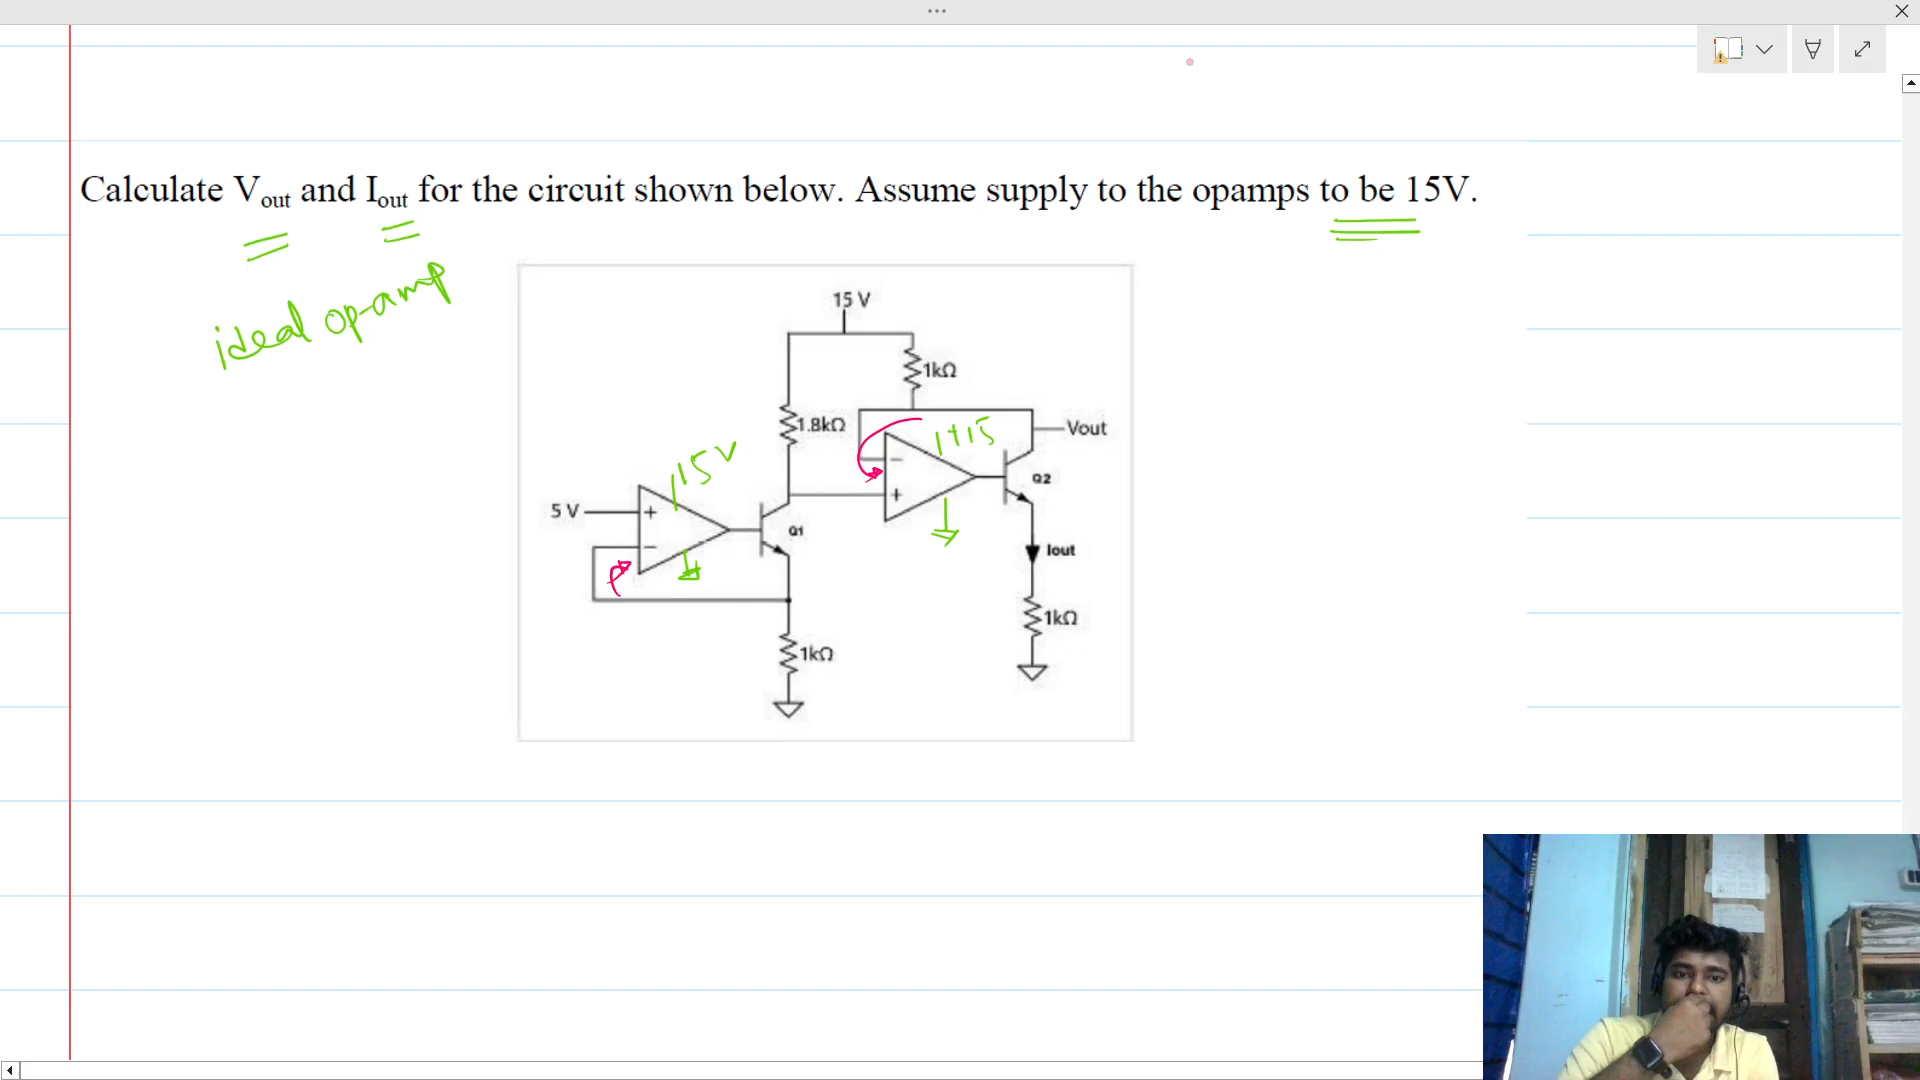 Calculate Vout and Iout for the circuit shown below. Assume supply to the opamps to be 15V.
ideal op-amp
15 V
1kΩ
1.8kΩ
Vout
+15
15V
−
Q2
5 V
+
+
Q1
−
Iout
1kΩ
1kΩ